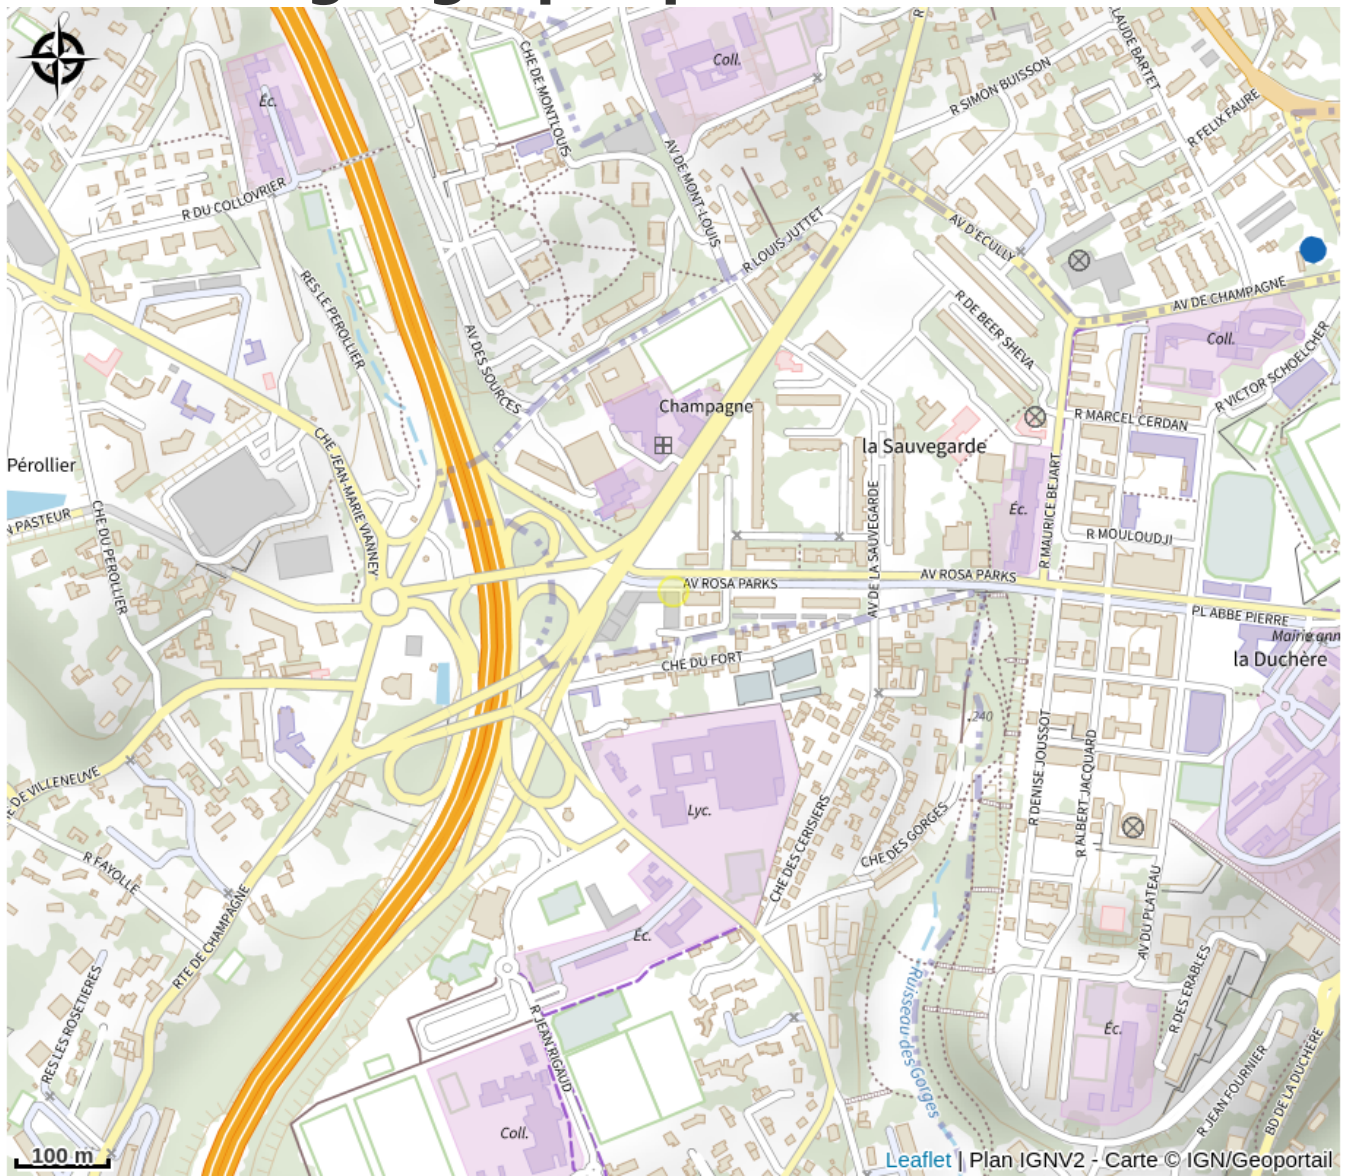 Coll.
CHE DE MONTLOUIS
LAUDE BARTET
R SIMON BUISSON
R FELIX FAURE
Éc.
AV DE MONT-LOUIS
R DU COLLOVRIER
R LOUIS JUTTET
AV D'ECULLY
RES LE PEROLLIER
AV DES SOURCES
R DE BEER SHEVA
AV DE CHAMPAGNE
Coll.
R VICTOR SCHOELCHER
Champagne
R MARCEL CERDAN
la Sauvegarde
Pérollier
CHE JEAN-MARIE VIANNEY
CHE DU PEROLLIER
N PASTEUR
AV DE LA SAUVEGARDE
Éc.
R MAURICE BEJART
R MOULOUDJI
AV ROSA PARKS
AV ROSA PARKS
PL ABBE PIERRE
Mairie ann
la Duchère
CHE DU FORT
240
R DENISE JOUSSOT
R ALBERT JACQUARD
E DE VILLENEUVE
Lyc.
CHE DES CERISIERS
CHE DES GORGES
R FAYOLLE
RTE DE CHAMPAGNE
Éc.
AV DU PLATEAU
R DES ERABLES
RES LES ROSETIERES
R JEAN RIGAUD
Ruisseau des Gorges
Éc.
R JEAN FOURNIER
BD DE LA DUCHERE
Coll.
100 m
Leaflet | Plan IGNV2 - Carte © IGN/Geoportail